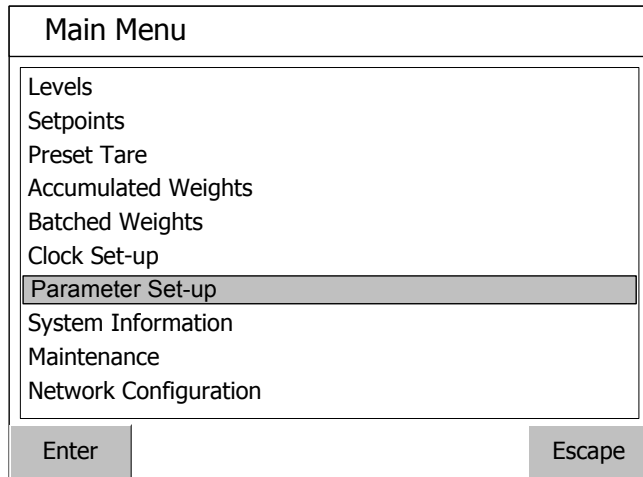 Main Menu
Levels
Setpoints
Preset Tare
Accumulated Weights
Batched Weights
Clock Set-up
Parameter Set-up
System Information
Maintenance
Network Configuration
Enter
Escape